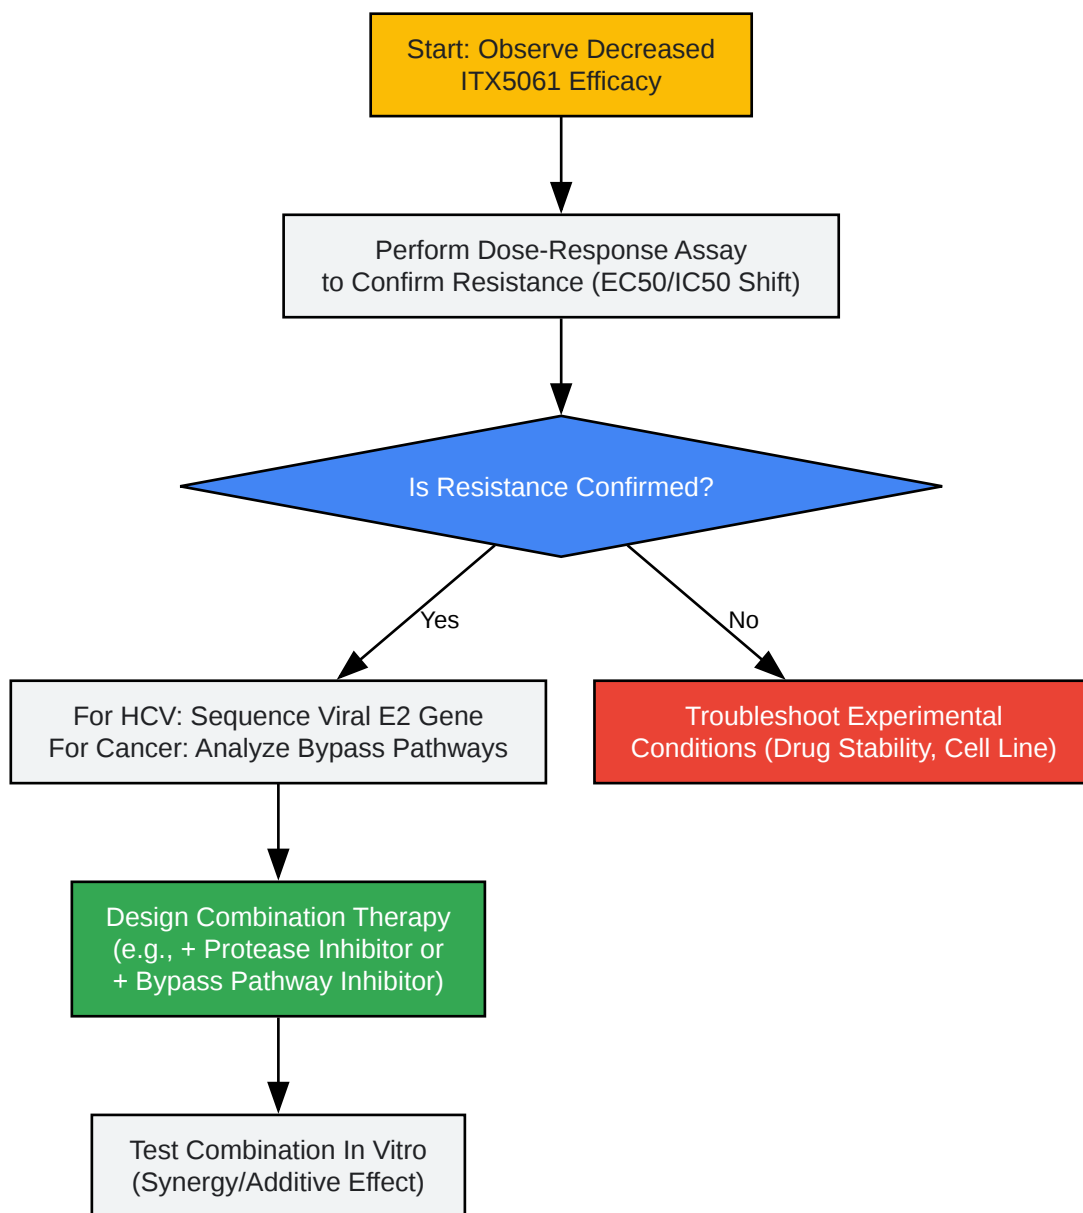 Start: Observe Decreased
ITX5061 Efficacy
Perform Dose-Response Assay
to Confirm Resistance (EC50/IC50 Shift)
Is Resistance Confirmed?
Yes
No
For HCV: Sequence Viral E2 Gene
For Cancer: Analyze Bypass Pathways
Troubleshoot Experimental
Conditions (Drug Stability, Cell Line)
Design Combination Therapy
(e.g., + Protease Inhibitor or
+ Bypass Pathway Inhibitor)
Test Combination In Vitro
(Synergy/Additive Effect)